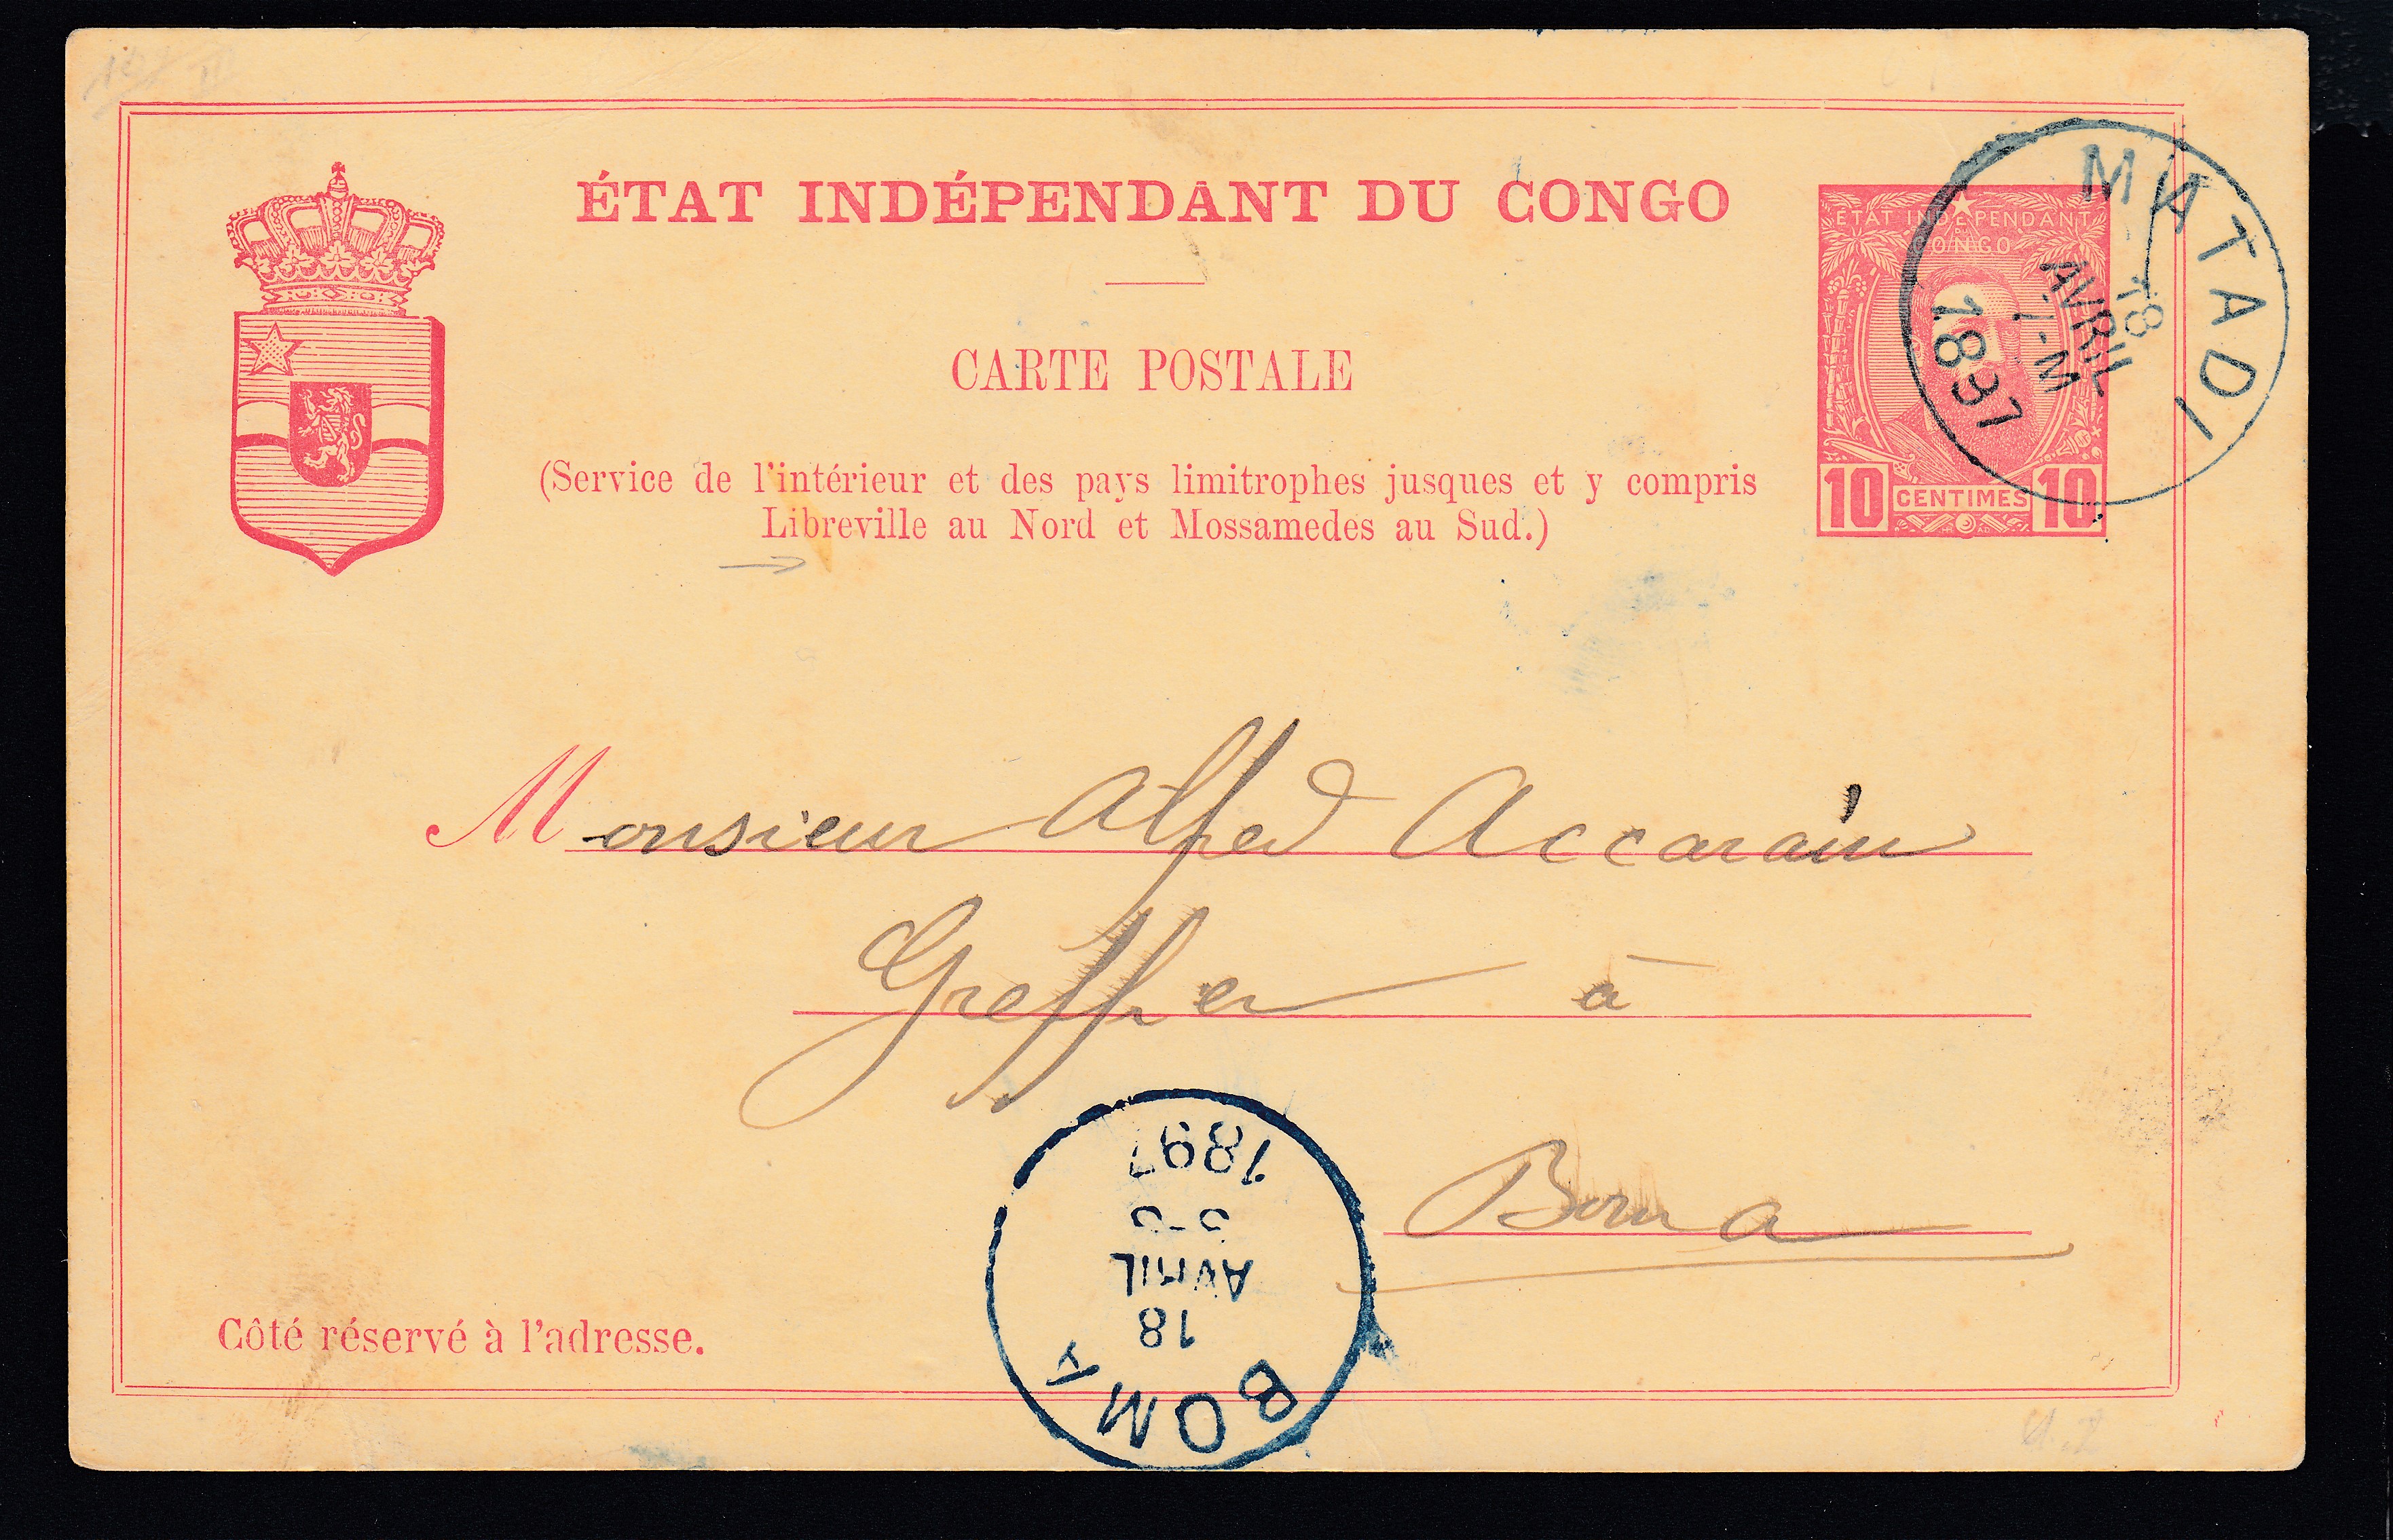 ÉTAT INDÉPENDANT DU CONGO
CARTE POSTALE
(Service de l'intérieur et des pays limitrophes jusques et y compris
Libreville au Nord et Mossamedes au Sud.)
ETAT INDÉPENDANT
DU
CONGO
10 CENTIMES 10
MATADI
18
AVRIL
7-M
1897
Monsieur Alfred Accarain
Greffier à
Boma
BOMA
18
AVRIL
1897
Côté réservé à l'adresse.